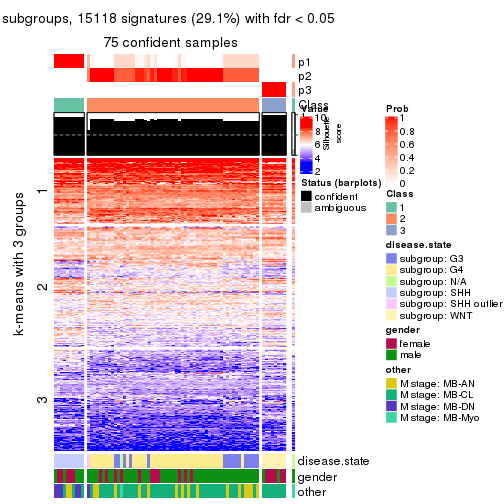 subgroups, 15118 signatures (29.1%) with fdr < 0.05
75 confident samples
p1
p2
p3
Class
1
2
3
k-means with 3 groups
disease.state
gender
other
Value
10
8
6
4
2
Silhouette
score
Status (barplots)
confident
ambiguous
Prob
1
0.8
0.6
0.4
0.2
0
Class
1
2
3
disease.state
subgroup: G3
subgroup: G4
subgroup: N/A
subgroup: SHH
subgroup: SHH outlier
subgroup: WNT
gender
female
male
other
M stage: MB-AN
M stage: MB-CL
M stage: MB-DN
M stage: MB-Myo